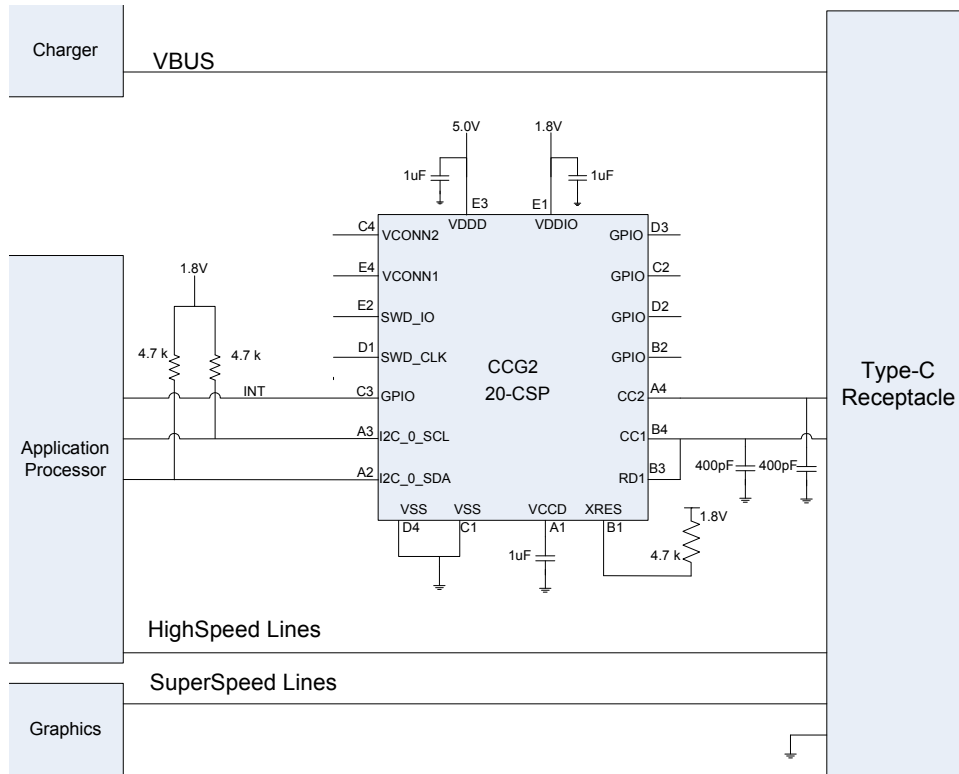 Charger
VBUS
5.0V
1.8V
1uF
1uF
E3
E1
VDDD
VDDIO
C4
VCONN2
GPIO
D3
E4
VCONN1
GPIO
C2
1.8V
E2
SWD_IO
GPIO
D2
4.7 k
4.7 k
D1
SWD_CLK
GPIO
B2
CCG2
20-CSP
Type-C
Receptacle
INT
C3
GPIO
CC2
A4
Application
Processor
A3
I2C_0_SCL
CC1
B4
400pF
400pF
A2
I2C_0_SDA
RD1
B3
VSS
VSS
VCCD
XRES
D4
C1
A1
B1
1.8V
1uF
4.7 k
HighSpeed Lines
SuperSpeed Lines
Graphics